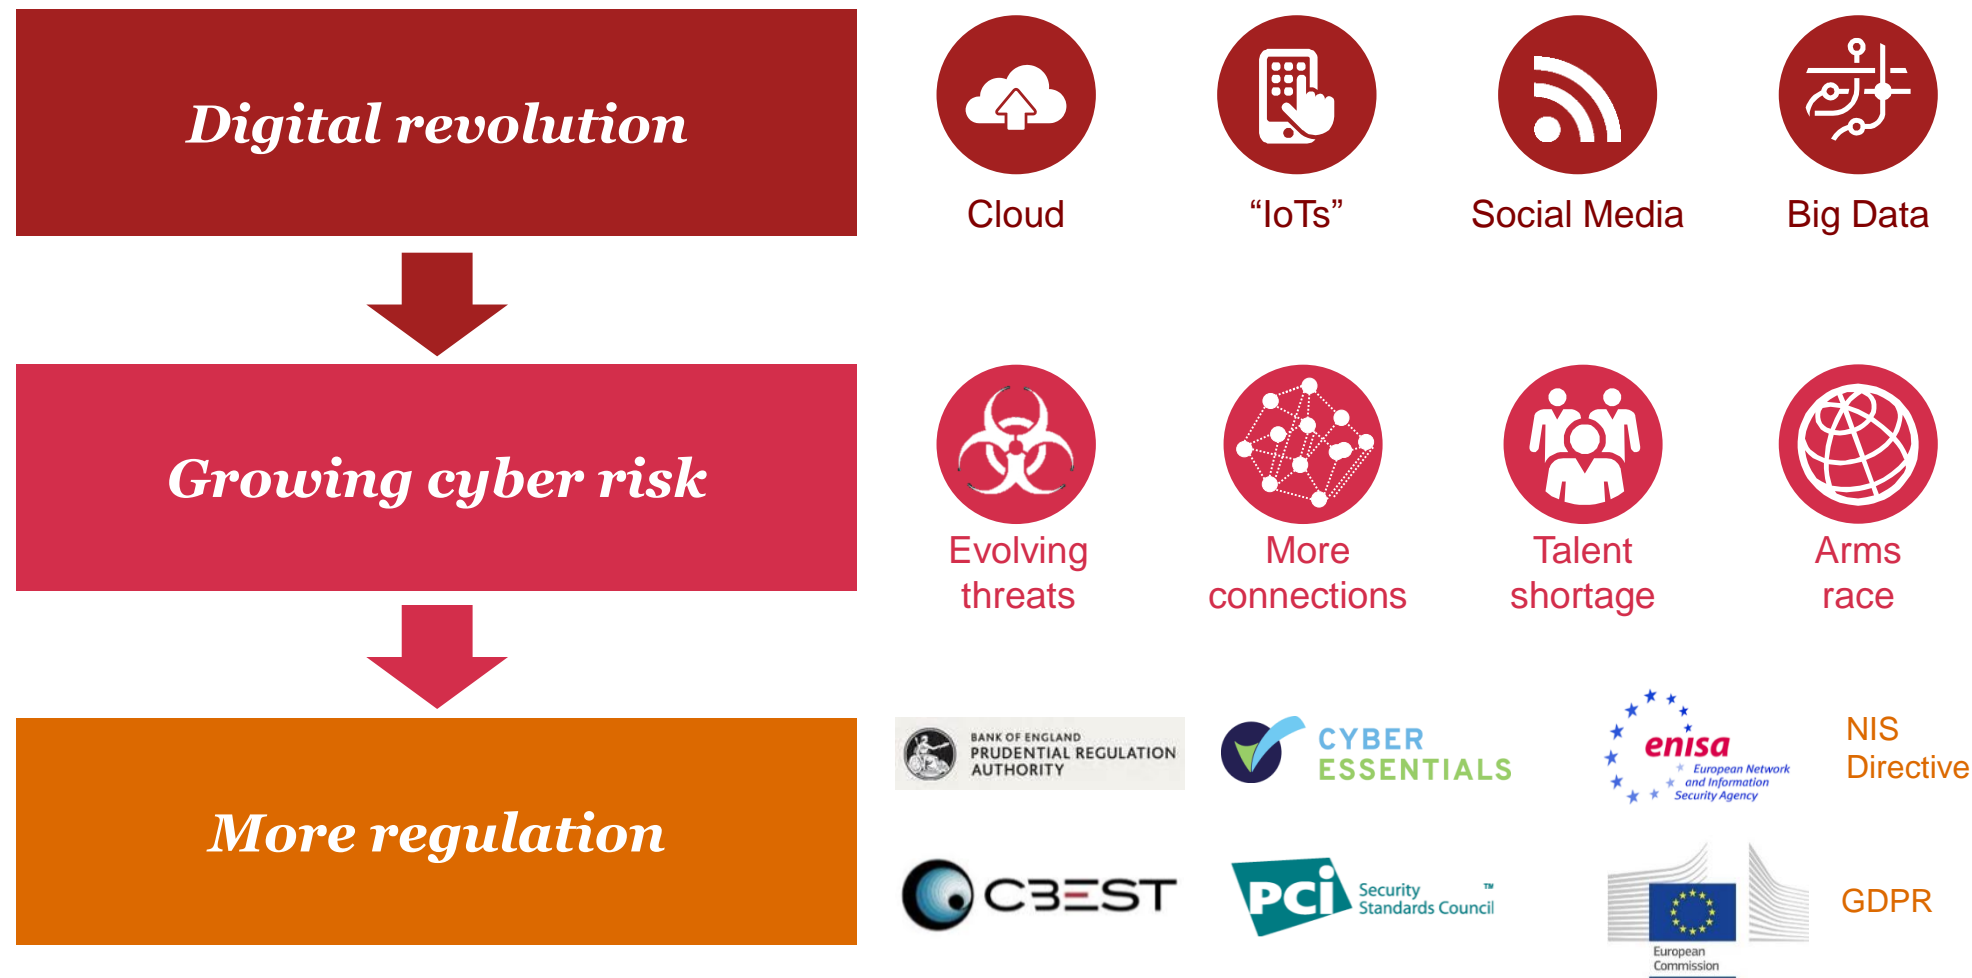 Digital revolution
Cloud
“IoTs”
Social Media
Big Data
Growing cyber risk
Evolving
threats
More
connections
Talent
shortage
Arms
race
More regulation
BANK OF ENGLAND
PRUDENTIAL REGULATION
AUTHORITY
CYBER
ESSENTIALS
enisa
European Network
and Information
Security Agency
NIS
Directive
CBEST
PCi
Security ™
Standards Council
European
Commission
GDPR